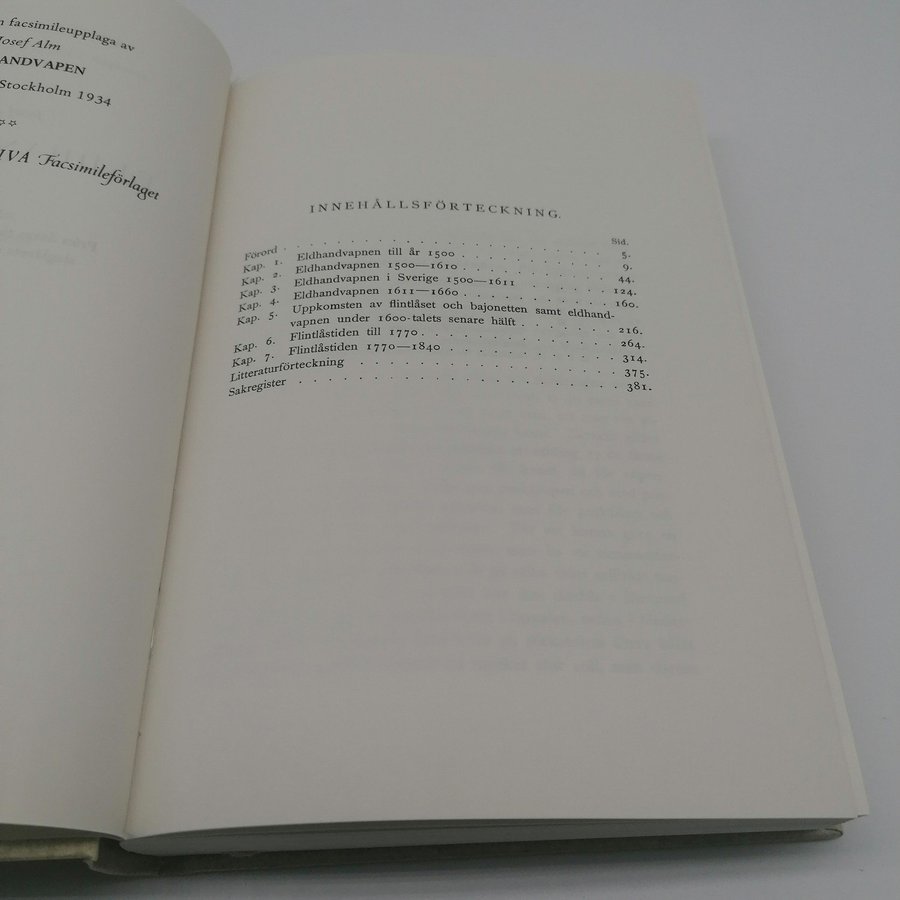 facsimileupplaga av
Josef Alm
ANDVAPEN
Stockholm 1934
☆☆
Facsimileförlaget
INNEHÅLLSFÖRTECKNING.
Sid.
Förord . . . . . . . . . . . . . . . . 5.
Kap. 1. Eldhandvapnen till år 1500 . . . . . . . . 9.
Kap. 2. Eldhandvapnen 1500—1610 . . . . . . . . 44.
Kap. 3. Eldhandvapnen i Sverige 1500—1611 . . . . . 124.
Kap. 4. Eldhandvapnen 1611—1660 . . . . . . . . 160.
Kap. 5. Uppkomsten av flintlåset och bajonetten samt eldhand-
vapnen under 1600-talets senare hälft . . . . . 216.
Kap. 6. Flintlåstiden till 1770 . . . . . . . . . . 264.
Kap. 7. Flintlåstiden 1770—1840 . . . . . . . . . 314.
Litteraturförteckning . . . . . . . . . . . . . 375.
Sakregister . . . . . . . . . . . . . . . . 381.